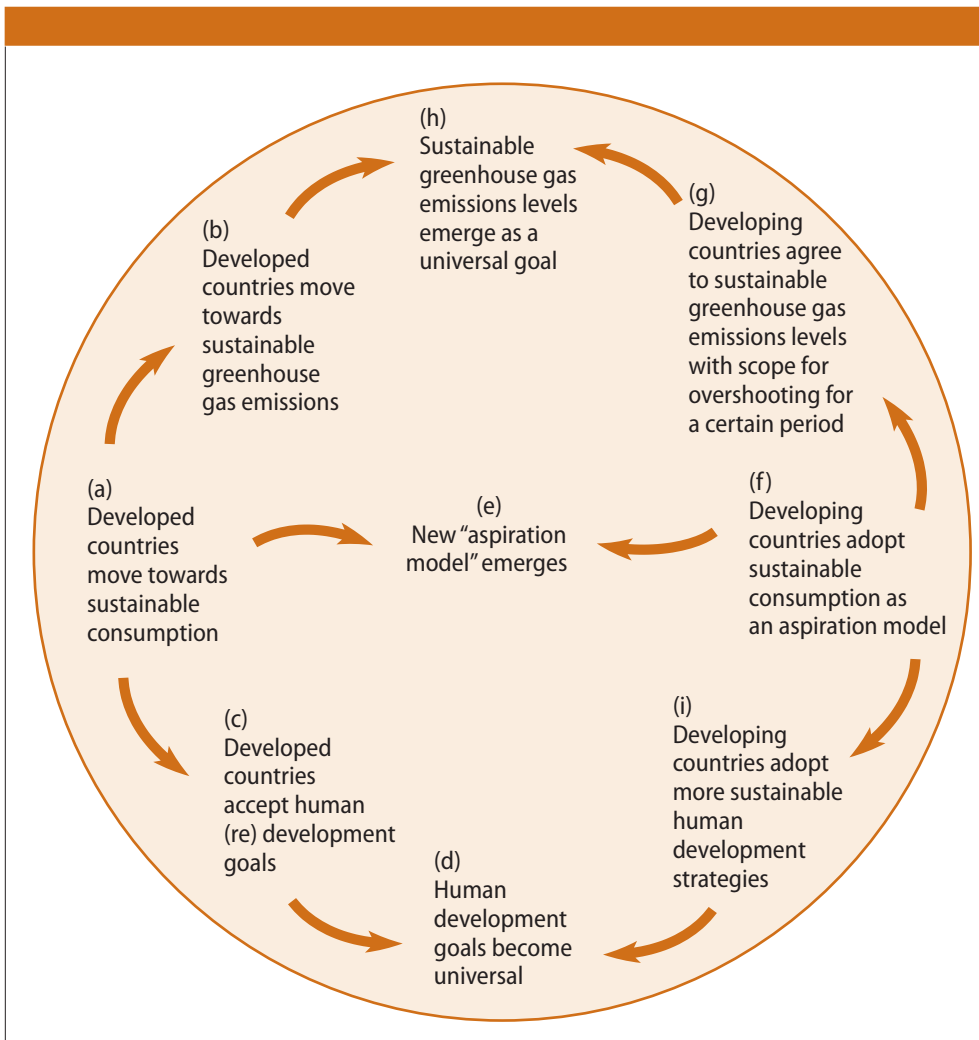 (h)
Sustainable
greenhouse gas
emissions levels
emerge as a
universal goal
(g)
Developing
countries agree
to sustainable
greenhouse gas
emissions levels
with scope for
overshooting for
a certain period
(b)
Developed
countries move
towards
sustainable
greenhouse
gas emissions
(a)
Developed
countries
move towards
sustainable
consumption
(e)
New “aspiration
model” emerges
(f)
Developing
countries adopt
sustainable
consumption as
an aspiration model
(c)
Developed
countries
accept human
(re) development
goals
(i)
Developing
countries adopt
more sustainable
human
development
strategies
(d)
Human
development
goals become
universal